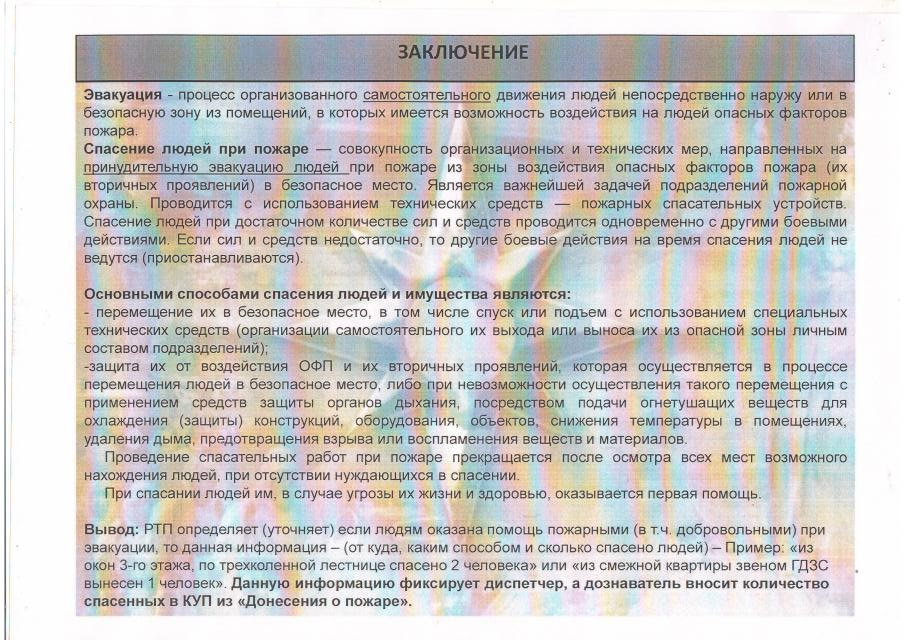 ЗАКЛЮЧЕНИЕ
Эвакуация - процесс организованного самостоятельного движения людей непосредственно наружу или в
безопасную зону из помещений, в которых имеется возможность воздействия на людей опасных факторов
пожара.
Спасение людей при пожаре — совокупность организационных и технических мер, направленных на
принудительную эвакуацию людей при пожаре из зоны воздействия опасных факторов пожара (их
вторичных проявлений) в безопасное место. Является важнейшей задачей подразделений пожарной
охраны. Проводится с использованием технических средств — пожарных спасательных устройств.
Спасение людей при достаточном количестве сил и средств проводится одновременно с другими боевыми
действиями. Если сил и средств недостаточно, то другие боевые действия на время спасения людей не
ведутся (приостанавливаются).
Основными способами спасения людей и имущества являются:
- перемещение их в безопасное место, в том числе спуск или подъем с использованием специальных
технических средств (организации самостоятельного их выхода или выноса их из опасной зоны личным
составом подразделений);
-защита их от воздействия ОФП и их вторичных проявлений, которая осуществляется в процессе
перемещения людей в безопасное место, либо при невозможности осуществления такого перемещения с
применением средств защиты органов дыхания, посредством подачи огнетушащих веществ для
охлаждения (защиты) конструкций, оборудования, объектов, снижения температуры в помещениях,
удаления дыма, предотвращения взрыва или воспламенения веществ и материалов.
Проведение спасательных работ при пожаре прекращается после осмотра всех мест возможного
нахождения людей, при отсутствии нуждающихся в спасении.
При спасании людей им, в случае угрозы их жизни и здоровью, оказывается первая помощь.
Вывод: РТП определяет (уточняет) если людям оказана помощь пожарными (в т.ч. добровольными) при
эвакуации, то данная информация – (от куда, каким способом и сколько спасено людей) – Пример: «из
окон 3-го этажа, по трехколенной лестнице спасено 2 человека» или «из смежной квартиры звеном ГДЗС
вынесен 1 человек». Данную информацию фиксирует диспетчер, а дознаватель вносит количество
спасенных в КУП из «Донесения о пожаре».